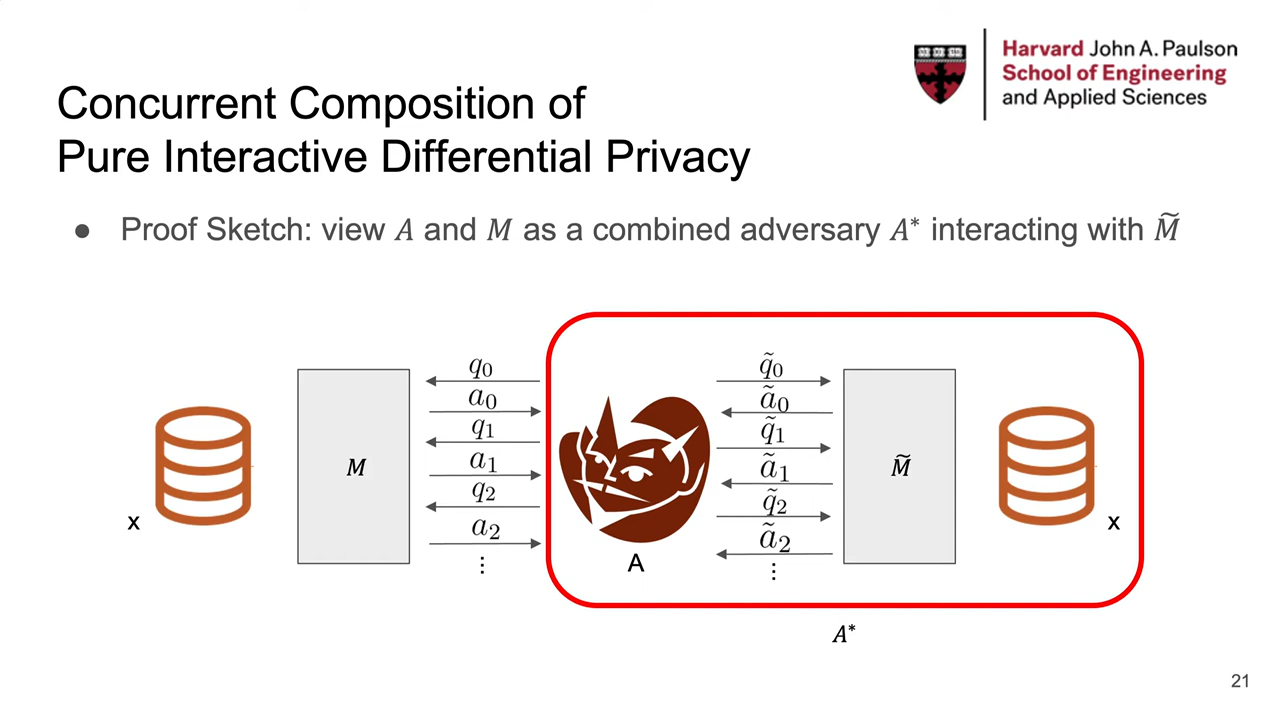 Harvard John A. Paulson
School of Engineering
and Applied Sciences
Concurrent Composition of
Pure Interactive Differential Privacy
● Proof Sketch: view A and M as a combined adversary A* interacting with M̃
q₀
a₀
q₁
a₁
q₂
a₂
⋮
M
x
A
q̃₀
ã₀
q̃₁
ã₁
q̃₂
ã₂
⋮
M̃
x
A*
21